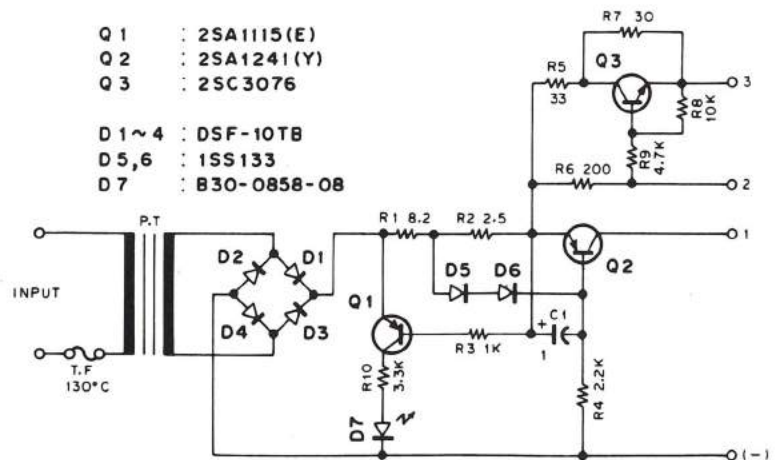 Q1 : 2SA1115(E)
Q2 : 2SA1241(Y)
Q3 : 2SC3076
D1~4 : DSF-10TB
D5,6 : 1SS133
D7 : B30-0858-08
R7 30
Q3
R5
33
3
R8
10K
R9
4.7K
R6 200
2
P.T
R1 8.2
R2 2.5
1
D2
D1
D5
D6
Q2
INPUT
Q1
D4
D3
+
C1
1
R3 1K
T.F
130°C
R10
3.3K
R4 2.2K
D7
(-)